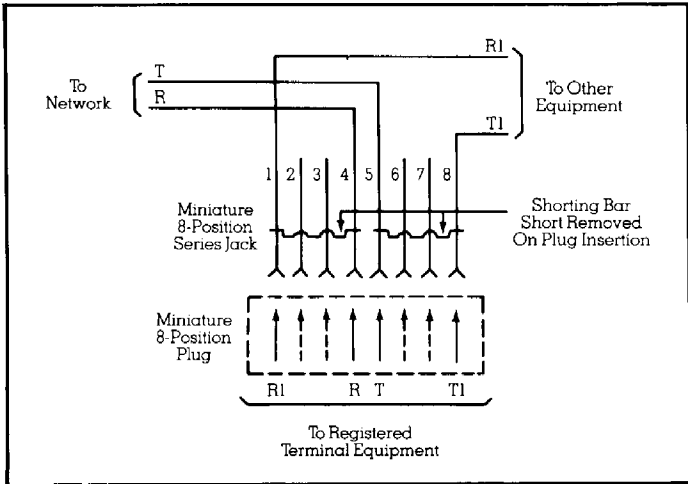 R1
To
Network
T
R
To Other
Equipment
T1
1 2 3 4 5 6 7 8
Miniature
8-Position
Series Jack
Shorting Bar
Short Removed
On Plug Insertion
Miniature
8-Position
Plug
R1 R T T1
To Registered
Terminal Equipment